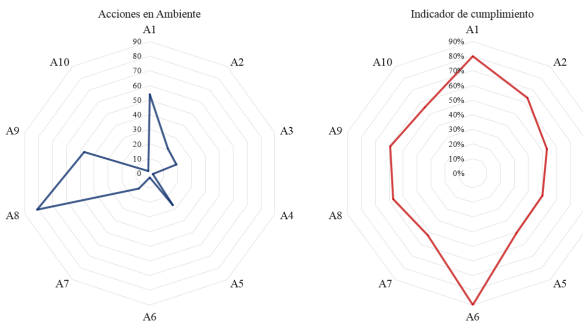 Acciones en Ambiente
A1
90
80
70
60
50
40
30
20
10
0
A2
A3
A4
A5
A6
A7
A8
A9
A10
Indicador de cumplimiento
A1
90%
80%
70%
60%
50%
40%
30%
20%
10%
0%
A2
A3
A4
A5
A6
A7
A8
A9
A10